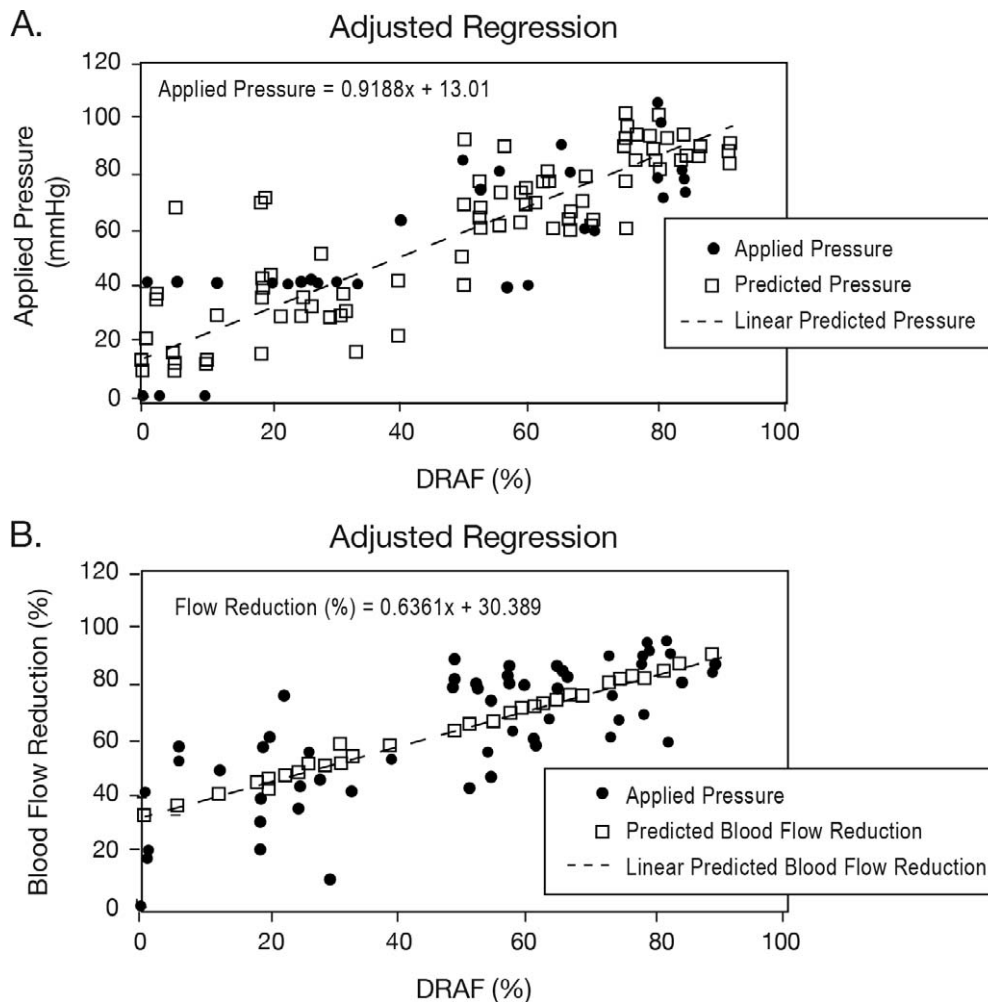 A.
Adjusted Regression
Applied Pressure = 0.9188x + 13.01
120
100
80
60
40
20
0
Applied Pressure
(mmHg)
Applied Pressure
Predicted Pressure
Linear Predicted Pressure
0 20 40 60 80 100
DRAF (%)
B.
Adjusted Regression
Flow Reduction (%) = 0.6361x + 30.389
120
100
80
60
40
20
0
Blood Flow Reduction (%)
Applied Pressure
Predicted Blood Flow Reduction
Linear Predicted Blood Flow Reduction
0 20 40 60 80 100
DRAF (%)